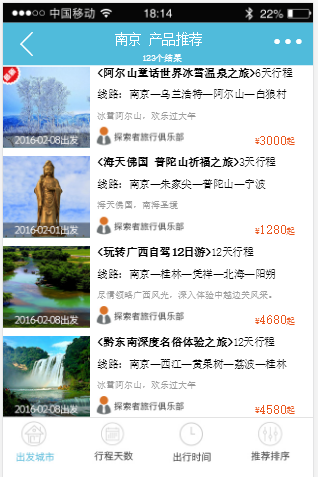 中国移动 18:14 22%
南京 产品推荐
123个结果
<阿尔山童话世界冰雪温泉之旅>6天行程
线路：南京—乌兰浩特—阿尔山—白狼村
冰雪阿尔山，欢乐过大年
2016-02-08出发
探索者旅行俱乐部
¥3000起
<海天佛国 普陀山祈福之旅>3天行程
线路：南京—朱家尖—普陀山—宁波
海天佛国，南海圣境
2016-02-01出发
探索者旅行俱乐部
¥1280起
<玩转广西自驾12日游>12天行程
线路：南京—桂林—凭祥—北海—阳朔
尽情领略广西风光，深入体验中越边关风采。
2016-02-08出发
探索者旅行俱乐部
¥4680起
<黔东南深度名俗体验之旅>12天行程
线路：南京—西江—黄果树—荔波—桂林
冰雪阿尔山，欢乐过大年
2016-02-08出发
探索者旅行俱乐部
¥4580起
出发城市 行程天数 出行时间 推荐排序